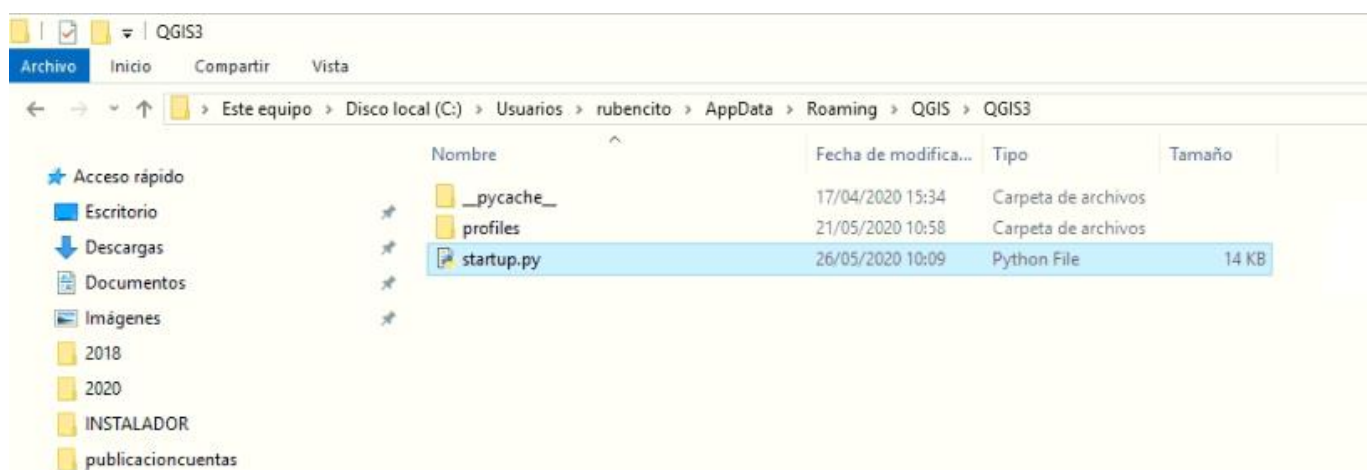 QGIS3
Archivo Inicio Compartir Vista
Este equipo > Disco local (C:) > Usuarios > rubencito > AppData > Roaming > QGIS > QGIS3
Nombre Fecha de modifica... Tipo Tamaño
Acceso rápido
__pycache__ 17/04/2020 15:34 Carpeta de archivos
Escritorio
profiles 21/05/2020 10:58 Carpeta de archivos
Descargas
startup.py 26/05/2020 10:09 Python File 14 KB
Documentos
Imágenes
2018
2020
INSTALADOR
publicacioncuentas